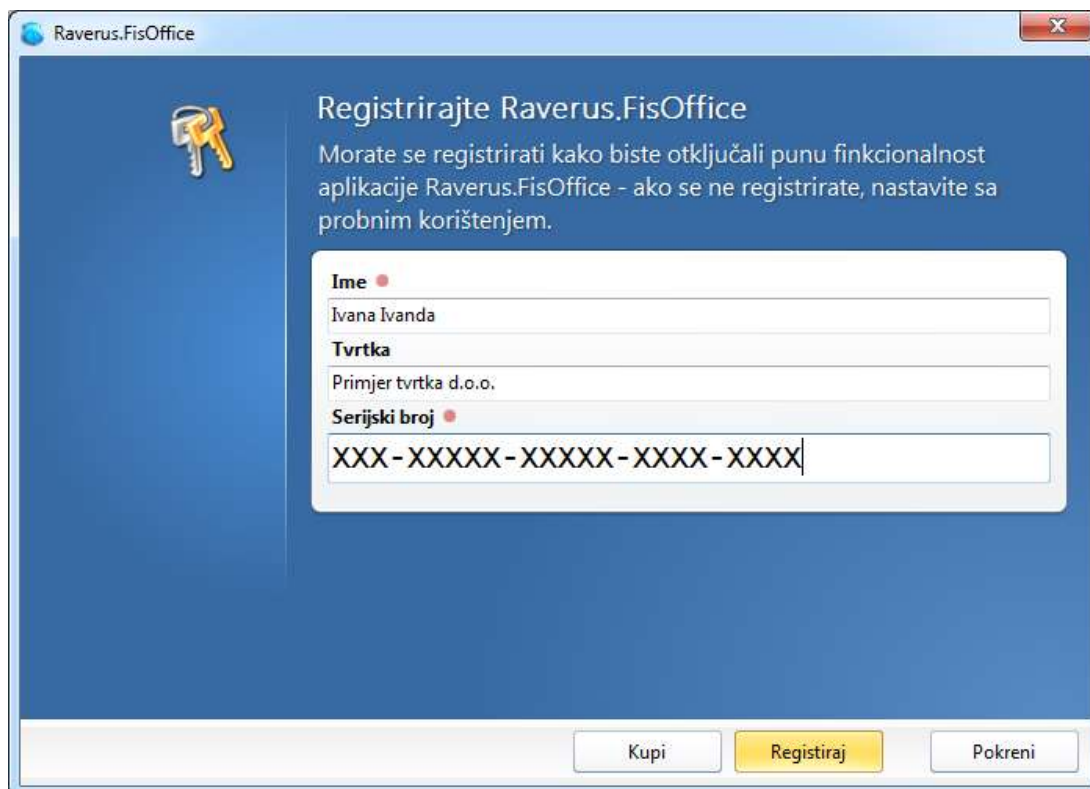 Raverus.FisOffice
Registrirajte Raverus.FisOffice
Morate se registrirati kako biste otključali punu finkcionalnost
aplikacije Raverus.FisOffice - ako se ne registrirate, nastavite sa
probnim korištenjem.
Ime
Ivana Ivanda
Tvrtka
Primjer tvrtka d.o.o.
Serijski broj
XXX-XXXXX-XXXXX-XXXX-XXXX
Kupi Registiraj Pokreni